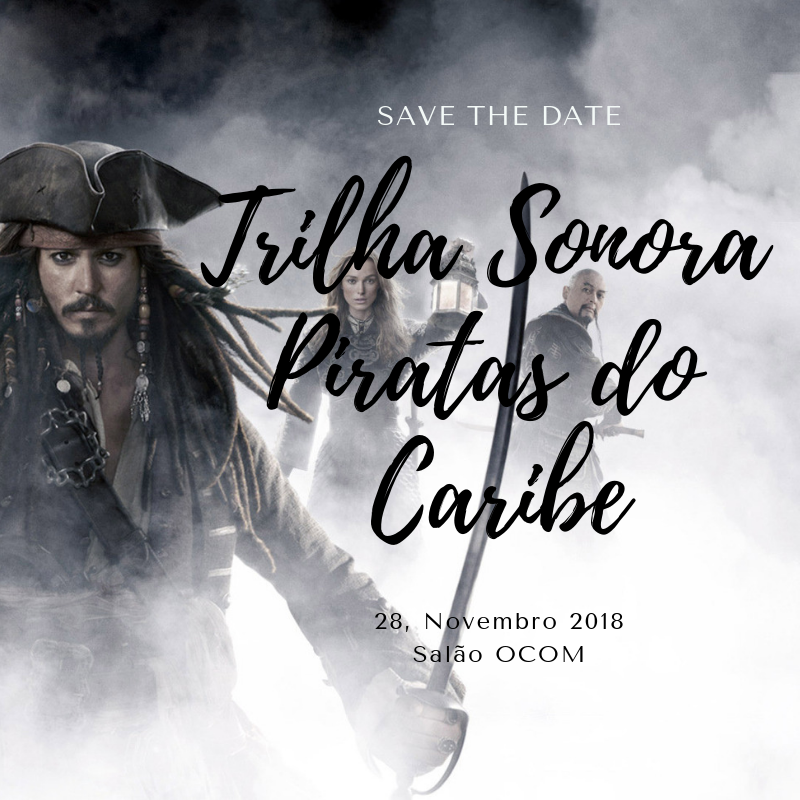 SAVE THE DATE
Trilha Sonora
Piratas do
Caribe
28, Novembro 2018
Salão OCOM